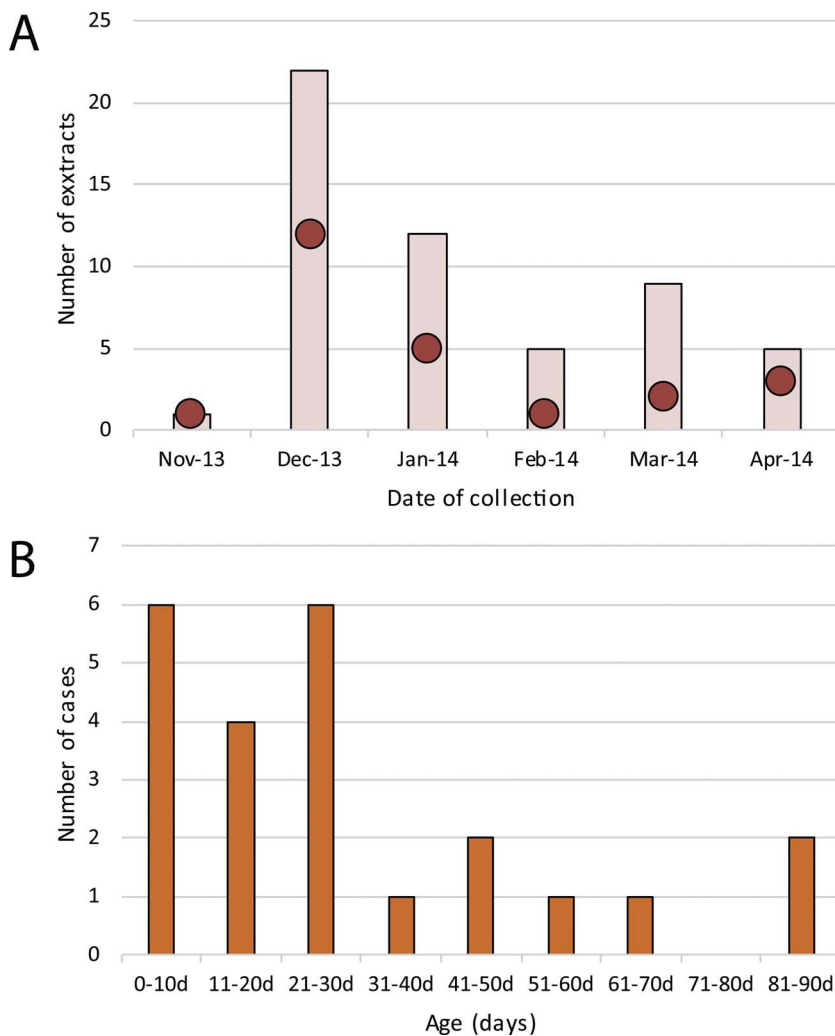 A
25
20
15
10
5
0
Number of exxtracts
Nov-13 Dec-13 Jan-14 Feb-14 Mar-14 Apr-14
Date of collection
B
7
6
5
4
3
2
1
0
Number of cases
0-10d 11-20d 21-30d 31-40d 41-50d 51-60d 61-70d 71-80d 81-90d
Age (days)